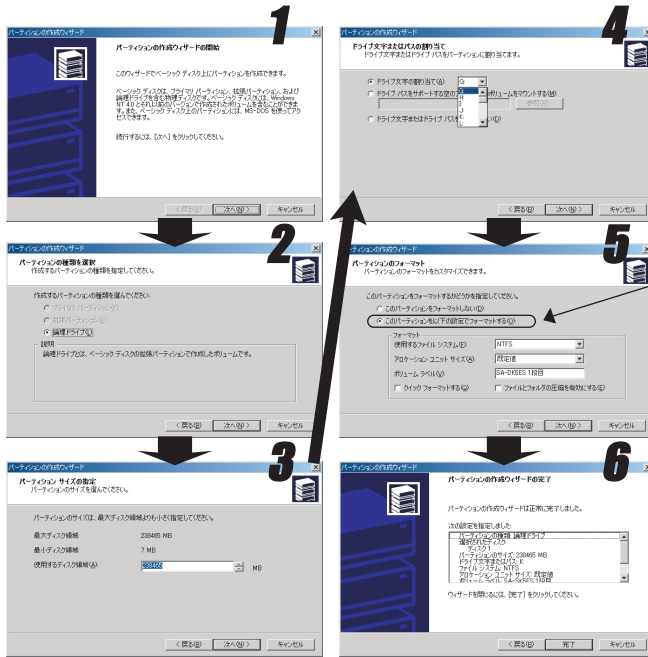 1
パーティションの作成ウィザード
パーティションの作成ウィザードの開始
このウィザードでベーシック ディスク上にパーティションを作成できます。
ベーシック ディスクは、プライマリ パーティション、拡張パーティション、および
論理ドライブを含む物理ディスクです。ベーシック ディスクには、Windows
NT 4.0 とそれ以前のバージョンで作成されたボリュームを含むことができま
す。また、ベーシック ディスク上のパーティションには、MS-DOS を使ってアク
セスできます。
続行するには、[次へ] をクリックしてください。
< 戻る(B) 次へ(N) > キャンセル
2
パーティションの作成ウィザード
パーティションの種類を選択
作成するパーティションの種類を指定してください。
作成するパーティションの種類を選んでください:
プライマリ パーティション(P)
拡張パーティション(E)
論理ドライブ(L)
説明
論理ドライブとは、ベーシック ディスクの拡張パーティションで作成したボリュームです。
< 戻る(B) 次へ(N) > キャンセル
3
パーティションの作成ウィザード
パーティション サイズの指定
パーティションのサイズを選んでください。
パーティションのサイズは、最大ディスク領域よりも小さく指定してください。
最大ディスク領域 238465 MB
最小ディスク領域 7 MB
使用するディスク領域(A) 238465 MB
< 戻る(B) 次へ(N) > キャンセル
4
パーティションの作成ウィザード
ドライブ文字またはパスの割り当て
ドライブ文字またはドライブ パスをパーティションに割り当てます。
ドライブ文字の割り当て(A) G:
ドライブ パスをサポートする空の ボリュームをマウントする(M)
G:
H:
I:
J:
K:
L:
参照(R)
ドライブ文字またはドライブ パスを い(D)
< 戻る(B) 次へ(N) > キャンセル
5
パーティションの作成ウィザード
パーティションのフォーマット
パーティションのフォーマットをカスタマイズできます。
このパーティションをフォーマットするかどうかを指定してください。
このパーティションをフォーマットしない(D)
このパーティションを以下の設定でフォーマットする(O):
フォーマット
使用するファイル システム(F): NTFS
アロケーション ユニット サイズ(A): 既定値
ボリューム ラベル(V): SA-DK5ES 1段目
クイック フォーマットする(Q) ファイルとフォルダの圧縮を有効にする(E)
< 戻る(B) 次へ(N) > キャンセル
6
パーティションの作成ウィザード
パーティションの作成ウィザードの完了
パーティションの作成ウィザードは正常に完了しました。
次の設定を指定しました:
パーティションの種類: 論理ドライブ
選択されたディスク:
ディスク 1
パーティションのサイズ: 238465 MB
ドライブ文字またはパス: K:
ファイル システム: NTFS
アロケーション ユニット サイズ: 既定値
ボリューム ラベル: SA-DK5ES 1段目
ウィザードを閉じるには、[完了] をクリックしてください。
< 戻る(B) 完了 キャンセル